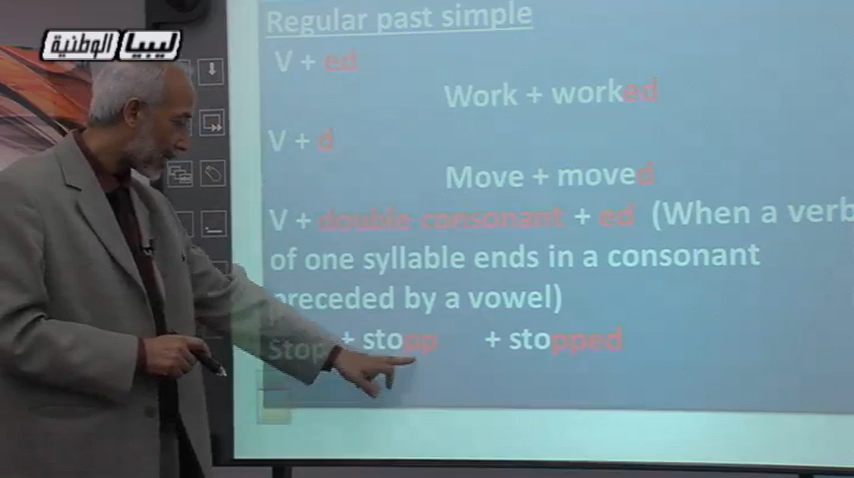 ليبيا الوطنية
Regular past simple
V + ed
Work + worked
V + d
Move + moved
V + double consonant + ed (When a verb
of one syllable ends in a consonant
preceded by a vowel)
Stop + stopp + stopped